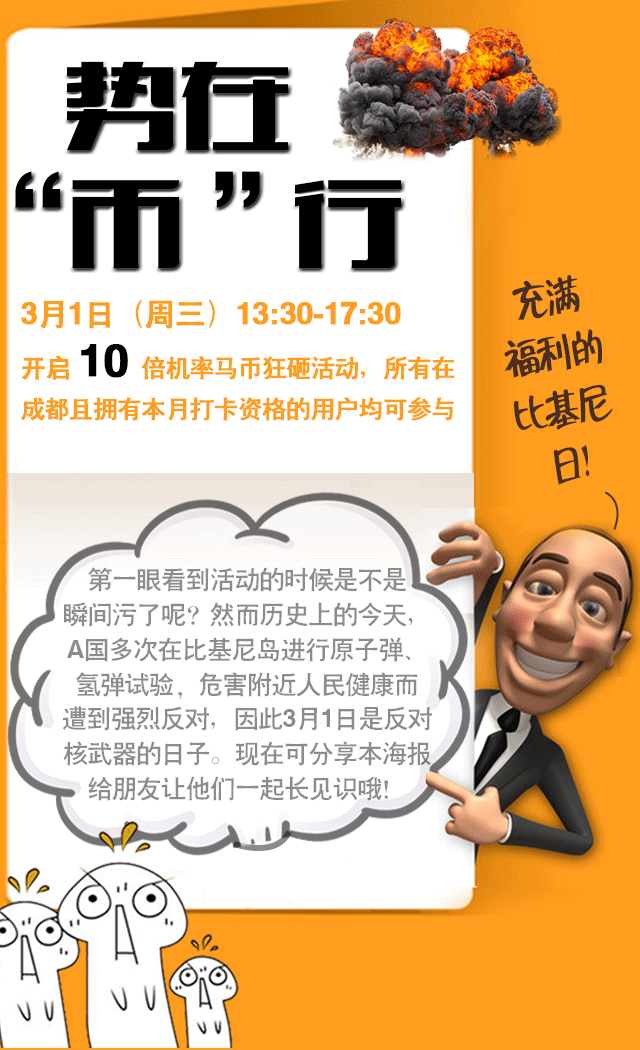 势在
“币”行
3月1日（周三）13:30-17:30
开启 10 倍机率马币狂砸活动，所有在
成都且拥有本月打卡资格的用户均可参与
充满
福利的
比基尼
日！
第一眼看到活动的时候是不是
瞬间污了呢？然而历史上的今天，
A国多次在比基尼岛进行原子弹、
氢弹试验，危害附近人民健康而
遭到强烈反对，因此3月1日是反对
核武器的日子。现在可分享本海报
给朋友让他们一起长见识哦！